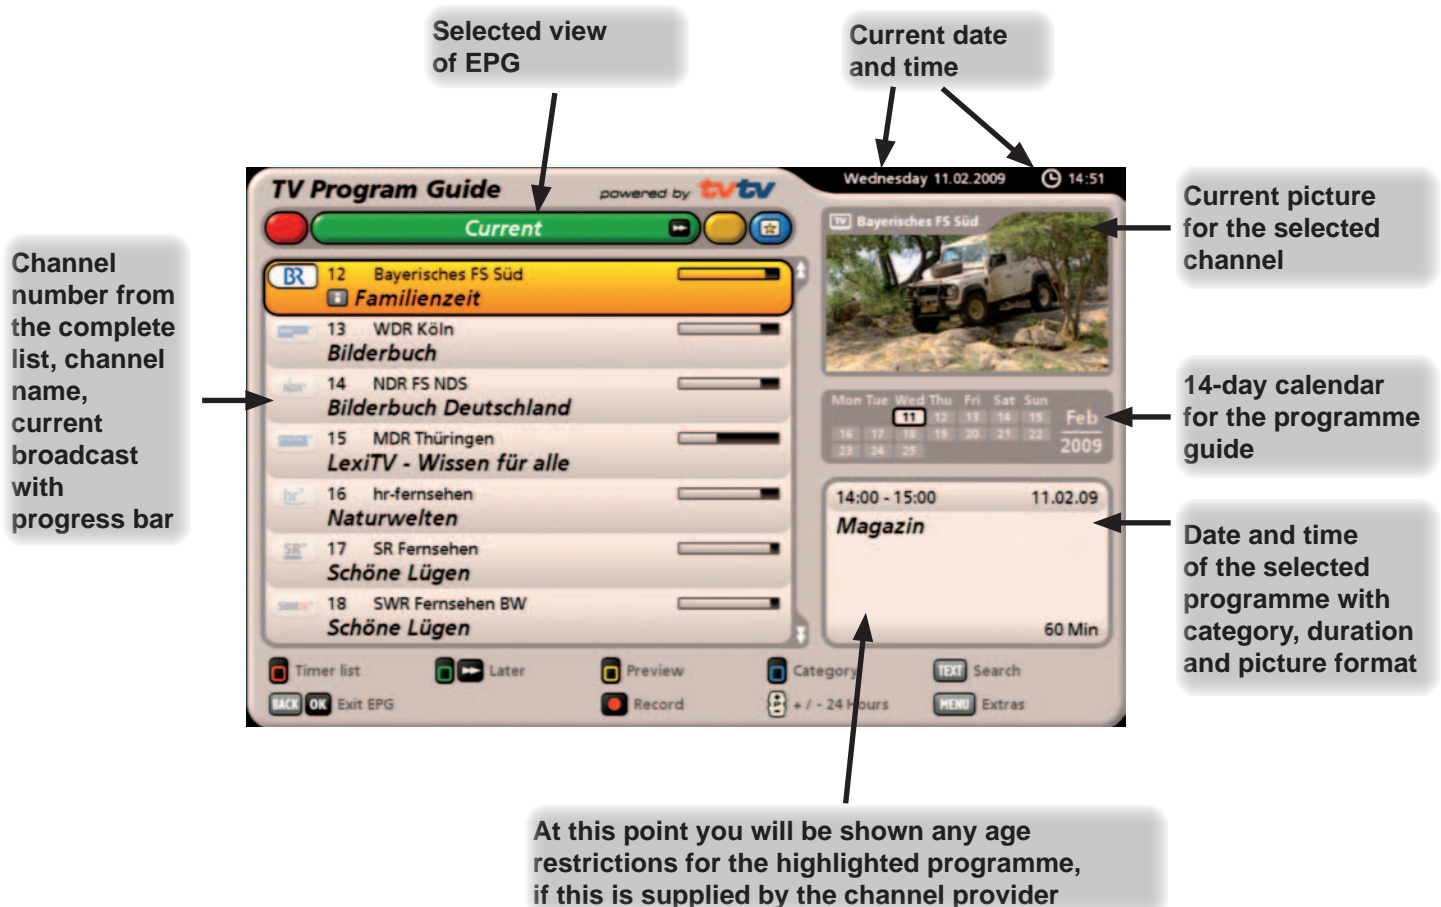 Selected view
of EPG
Current date
and time
TV Program Guide
powered by tvtv
Wednesday 11.02.2009
14:51
Current
TV Bayerisches FS Süd
Current picture
for the selected
channel
Channel
number from
the complete
list, channel
name,
current
broadcast
with
progress bar
BR 12 Bayerisches FS Süd
i Familienzeit
13 WDR Köln
Bilderbuch
NDR 14 NDR FS NDS
Bilderbuch Deutschland
15 MDR Thüringen
LexiTV - Wissen für alle
hr 16 hr-fernsehen
Naturwelten
SR 17 SR Fernsehen
Schöne Lügen
SWR 18 SWR Fernsehen BW
Schöne Lügen
Mon Tue Wed Thu Fri Sat Sun
11 12 13 14 15
16 17 18 19 20 21 22
23 24 25
Feb
2009
14-day calendar
for the programme
guide
14:00 - 15:00 11.02.09
Magazin
60 Min
Date and time
of the selected
programme with
category, duration
and picture format
Timer list
Later
Preview
Category
TEXT Search
BACK OK Exit EPG
Record
+ / - 24 Hours
MENU Extras
At this point you will be shown any age
restrictions for the highlighted programme,
if this is supplied by the channel provider